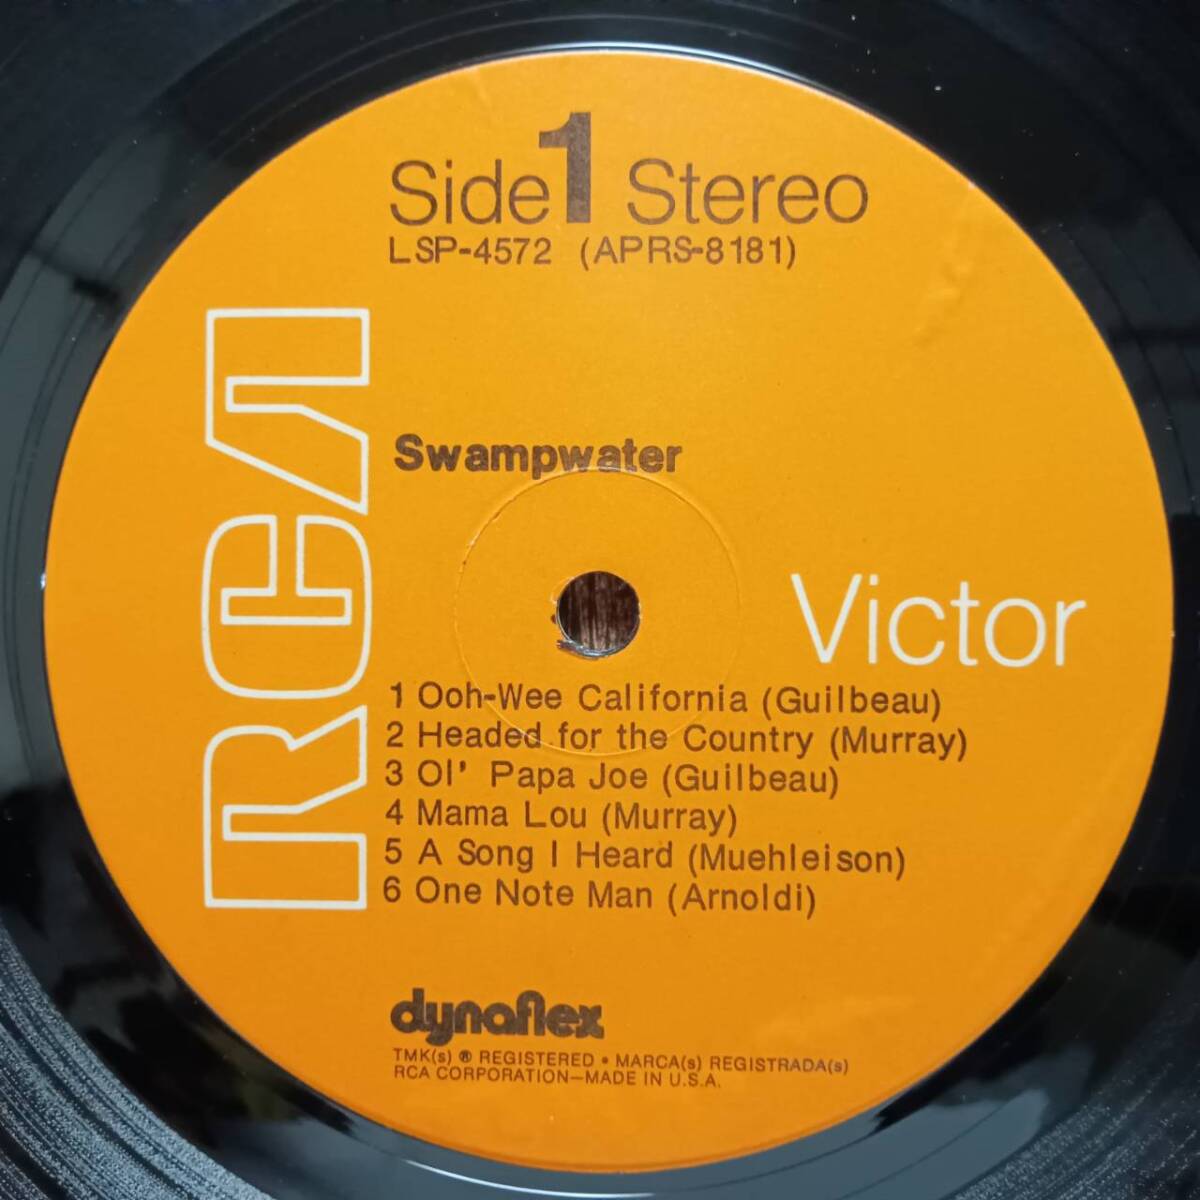 Side 1 Stereo
LSP-4572 (APRS-8181)
RCA
Swampwater
Victor
1 Ooh-Wee California (Guilbeau)
2 Headed for the Country (Murray)
3 Ol' Papa Joe (Guilbeau)
4 Mama Lou (Murray)
5 A Song I Heard (Muehleison)
6 One Note Man (Arnoldi)
dynaflex
TMK(s) ® REGISTERED • MARCA(s) REGISTRADA(s)
RCA CORPORATION—MADE IN U.S.A.